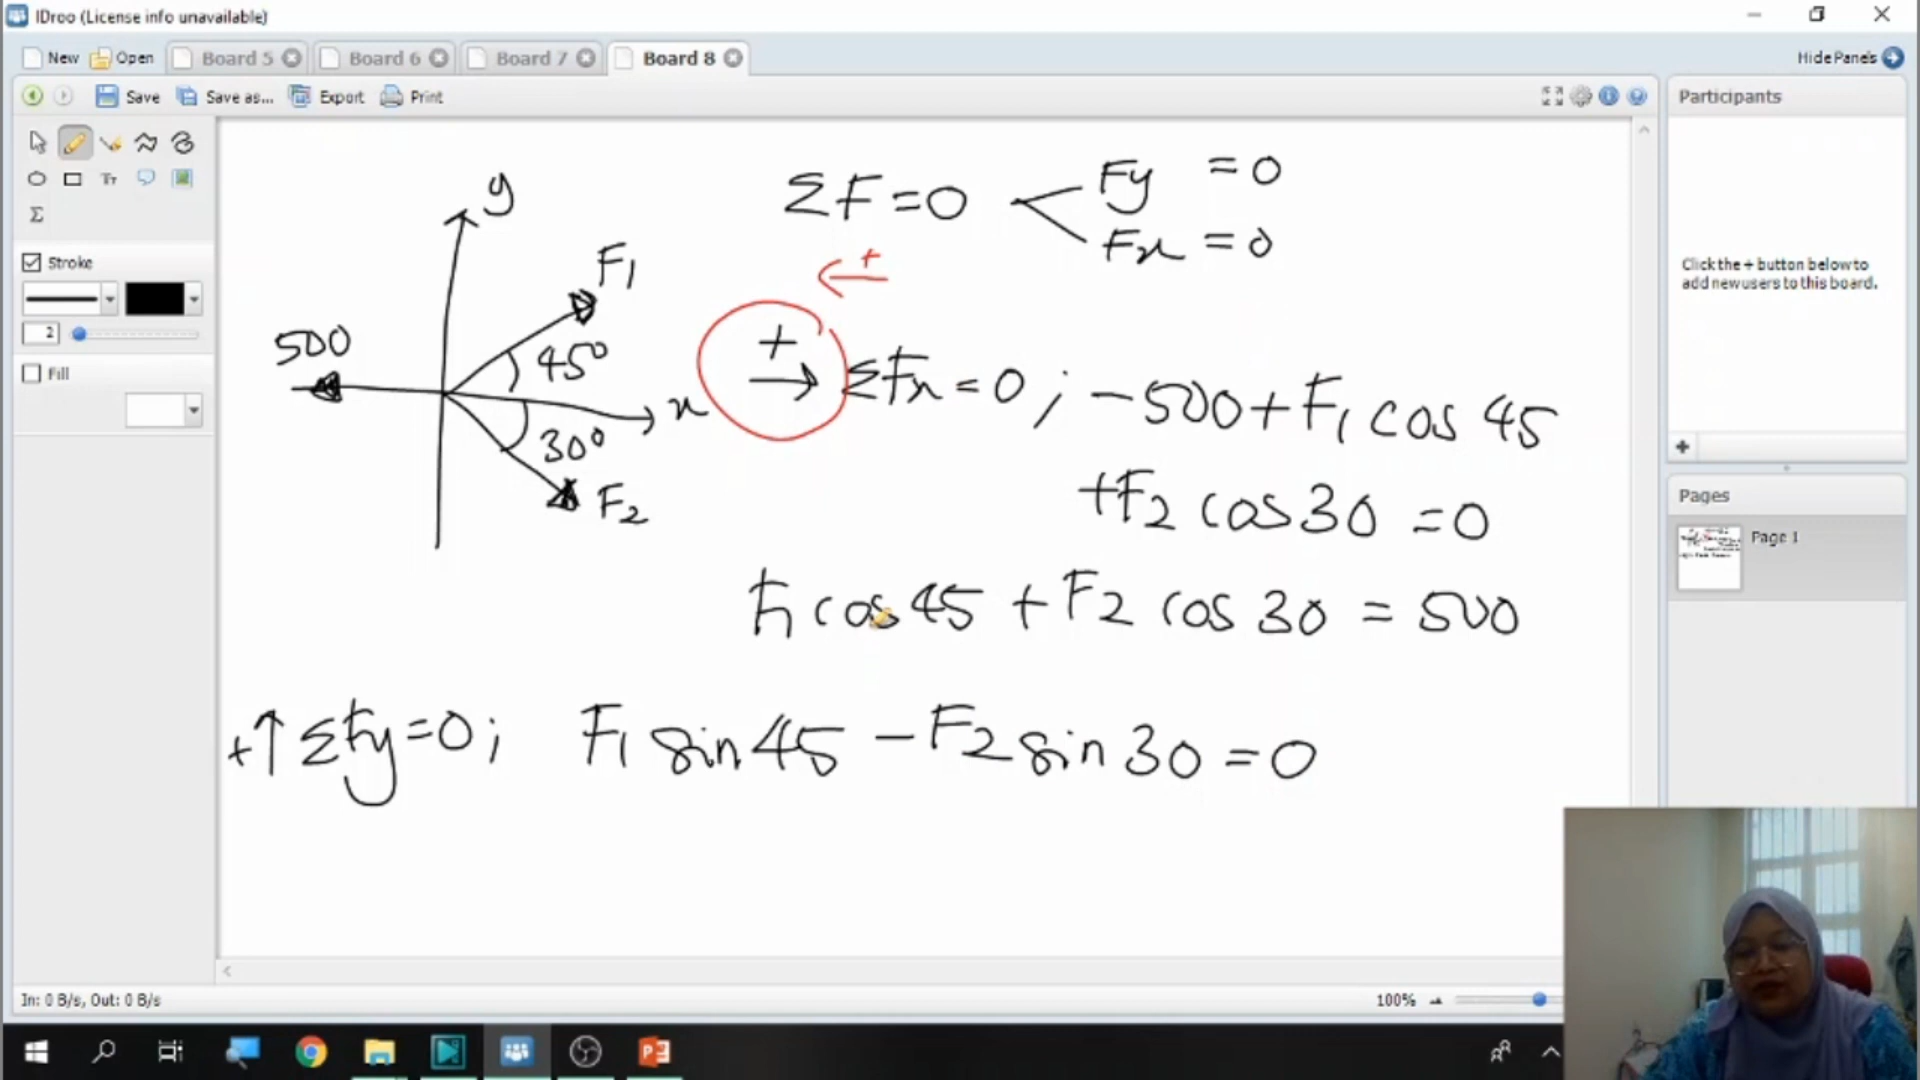 IDroo (License info unavailable)
New Open Board 5 Board 6 Board 7 Board 8 Hide Panels
Save Save as... Export Print
Participants
Click the + button below to
add new users to this board.
Pages
Page 1
Stroke
2
Fill
y
F1
500
45°
x
30°
F2
ΣF=0 Fy =0
Fx =0
+
+
ΣFx=0; -500+F1 cos 45
+F2 cos30 =0
F1 cos45 + F2 cos 30 = 500
+↑ ΣFy=0; F1 sin45 - F2 sin 30 =0
In: 0 B/s, Out: 0 B/s
100%